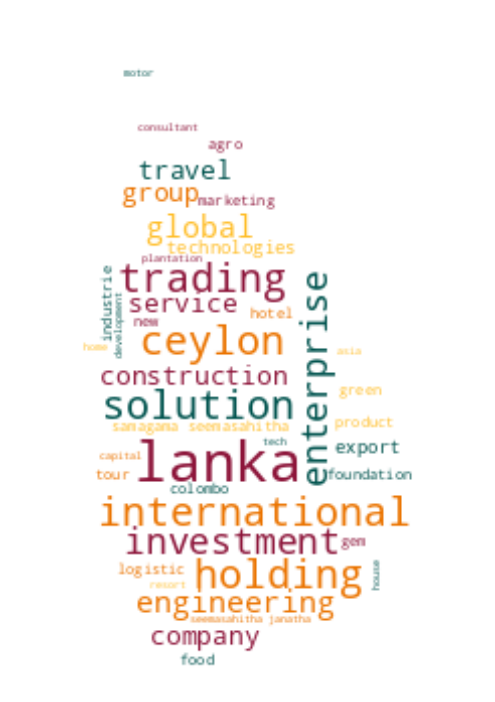 motor
consultant
agro
travel
group
marketing
global
technologies
plantation
trading
industrie
development
service
enterprise
hotel
new
ceylon
home
asia
construction
green
solution
product
samagama seemasahitha
tech
lanka
export
capital
tour
foundation
colombo
international
investment
gem
logistic
holding
house
resort
engineering
seemasahitha janatha
company
food